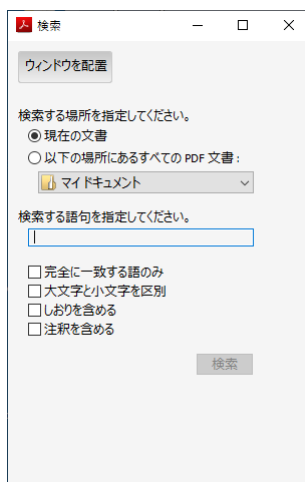 検索
ウィンドウを配置
検索する場所を指定してください。
現在の文書
以下の場所にあるすべての PDF 文書 :
マイ ドキュメント
検索する語句を指定してください。
完全に一致する語のみ
大文字と小文字を区別
しおりを含める
注釈を含める
検索